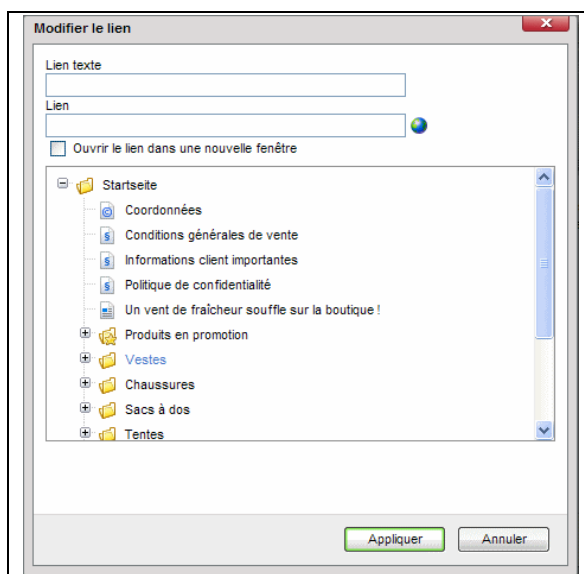 Modifier le lien
Lien texte
Lien
Ouvrir le lien dans une nouvelle fenêtre
Startseite
Coordonnées
Conditions générales de vente
Informations client importantes
Politique de confidentialité
Un vent de fraîcheur souffle sur la boutique !
Produits en promotion
Vestes
Chaussures
Sacs à dos
Tentes
Appliquer Annuler